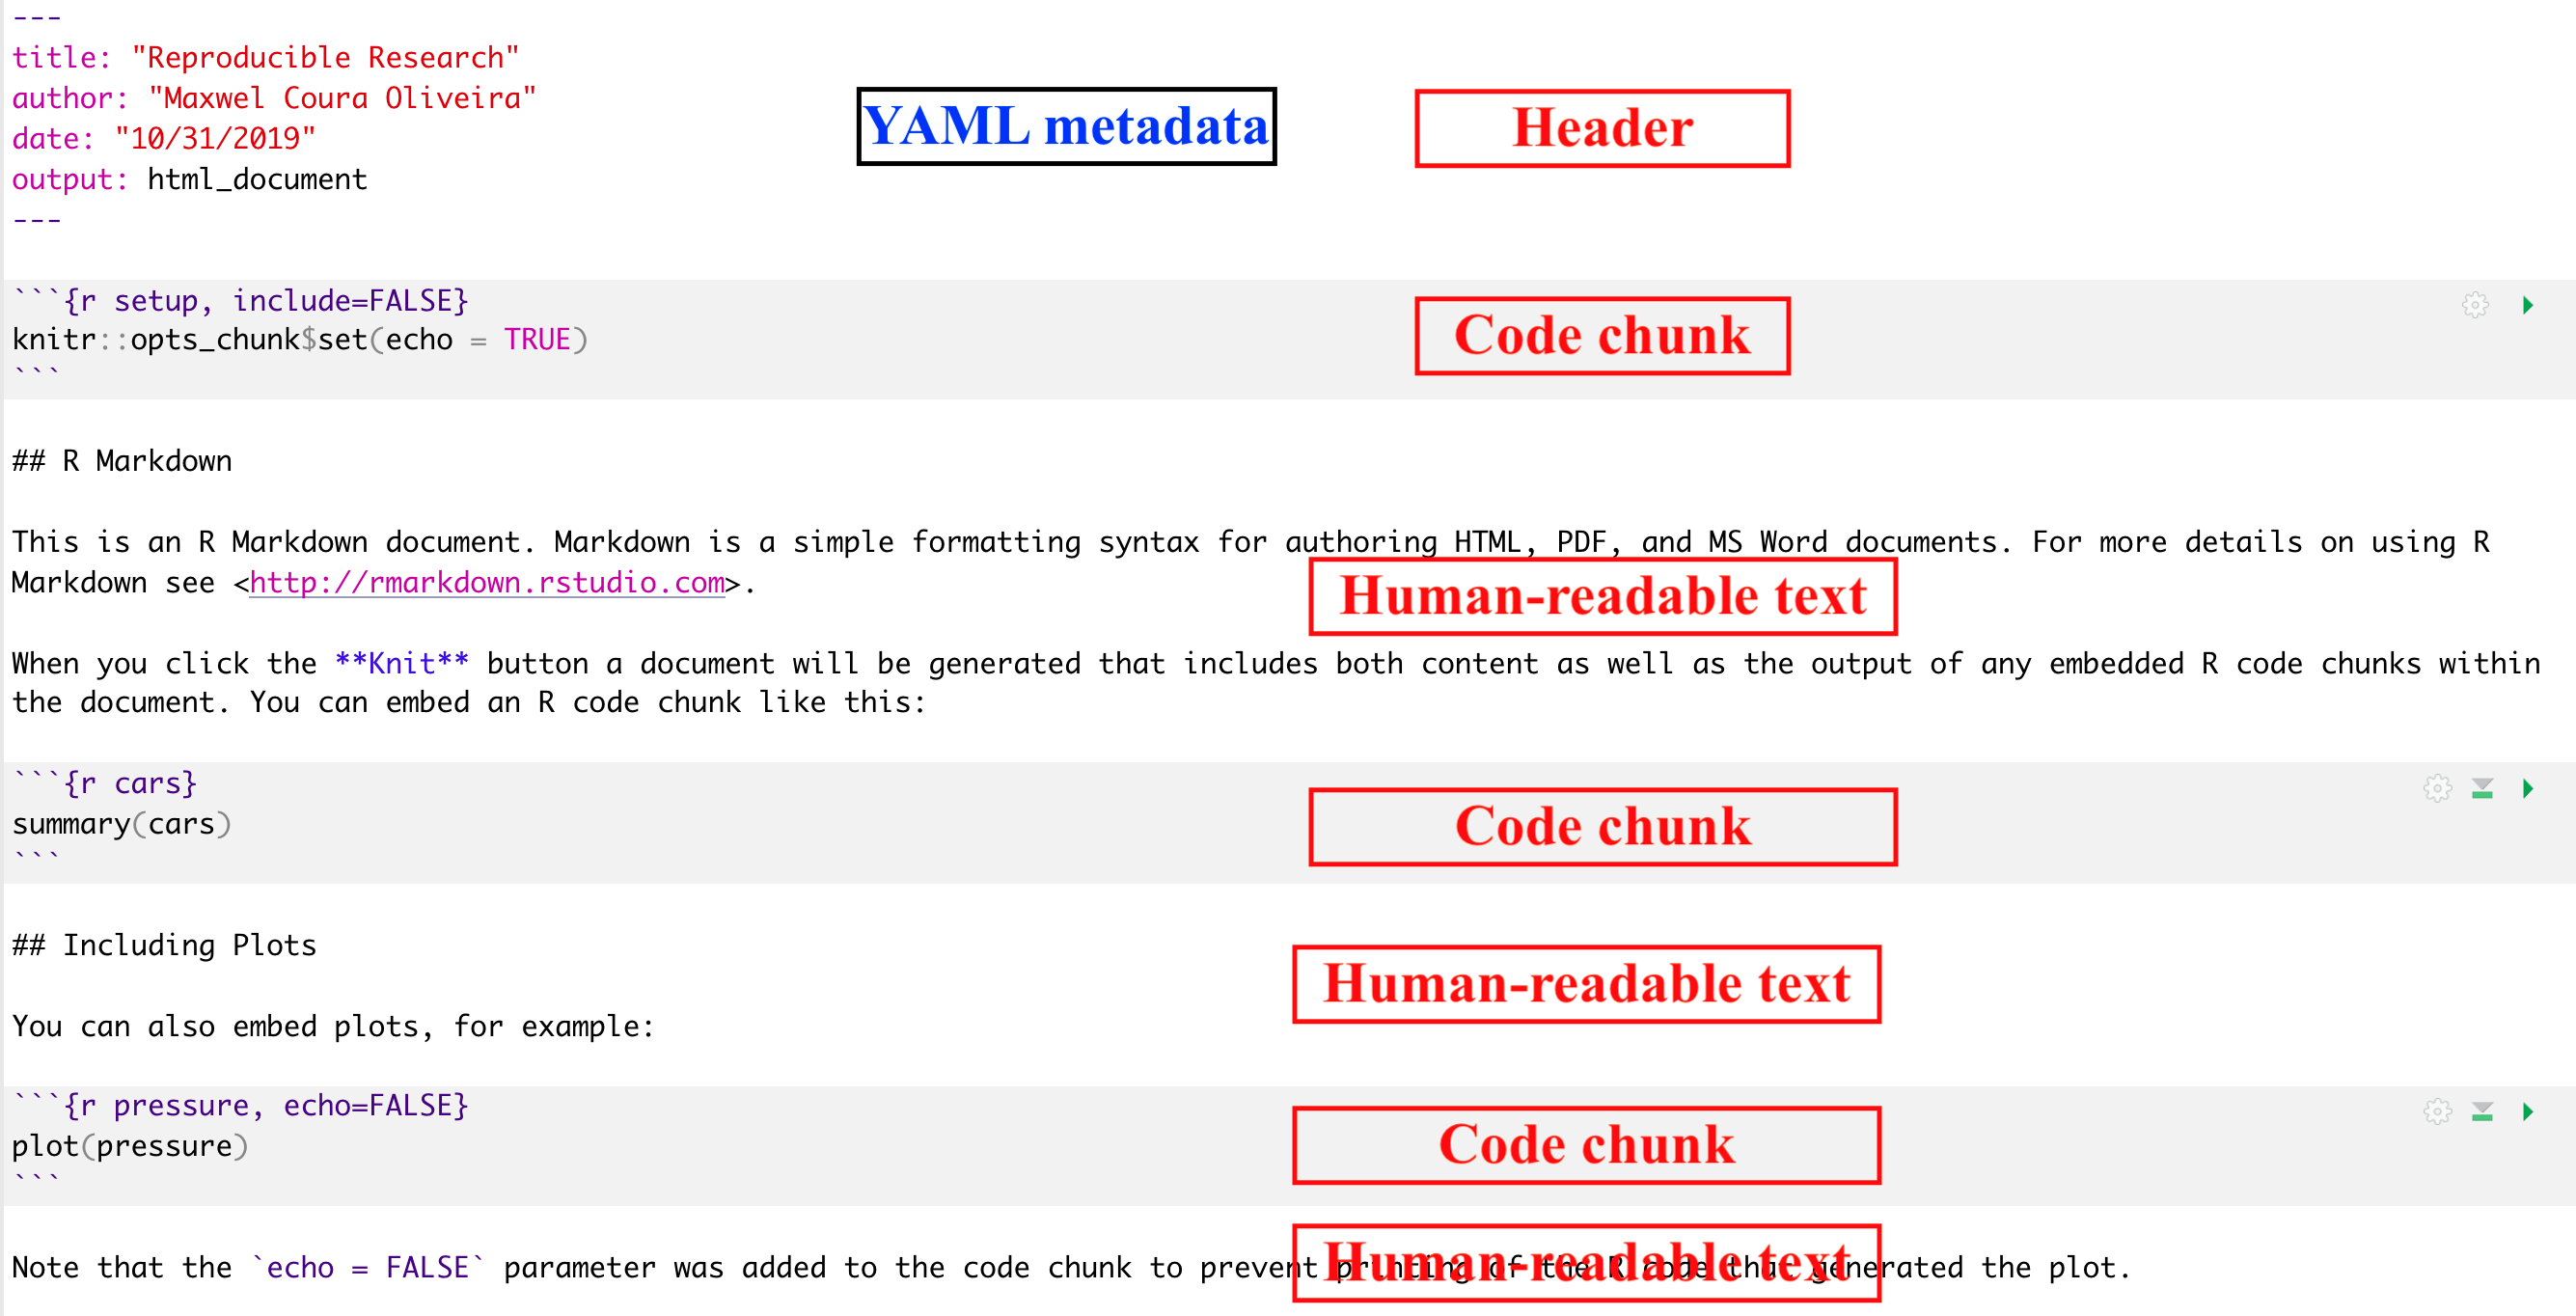 ---
title: "Reproducible Research"
author: "Maxwel Coura Oliveira"
date: "10/31/2019"
output: html_document
---
YAML metadata
Header
```{r setup, include=FALSE}
knitr::opts_chunk$set(echo = TRUE)
```
Code chunk
## R Markdown
This is an R Markdown document. Markdown is a simple formatting syntax for authoring HTML, PDF, and MS Word documents. For more details on using R
Markdown see <http://rmarkdown.rstudio.com>.
Human-readable text
When you click the **Knit** button a document will be generated that includes both content as well as the output of any embedded R code chunks within
the document. You can embed an R code chunk like this:
```{r cars}
summary(cars)
```
Code chunk
## Including Plots
Human-readable text
You can also embed plots, for example:
```{r pressure, echo=FALSE}
plot(pressure)
```
Code chunk
Note that the `echo = FALSE` parameter was added to the code chunk to prevent printing of the R code that generated the plot.
Human-readable text